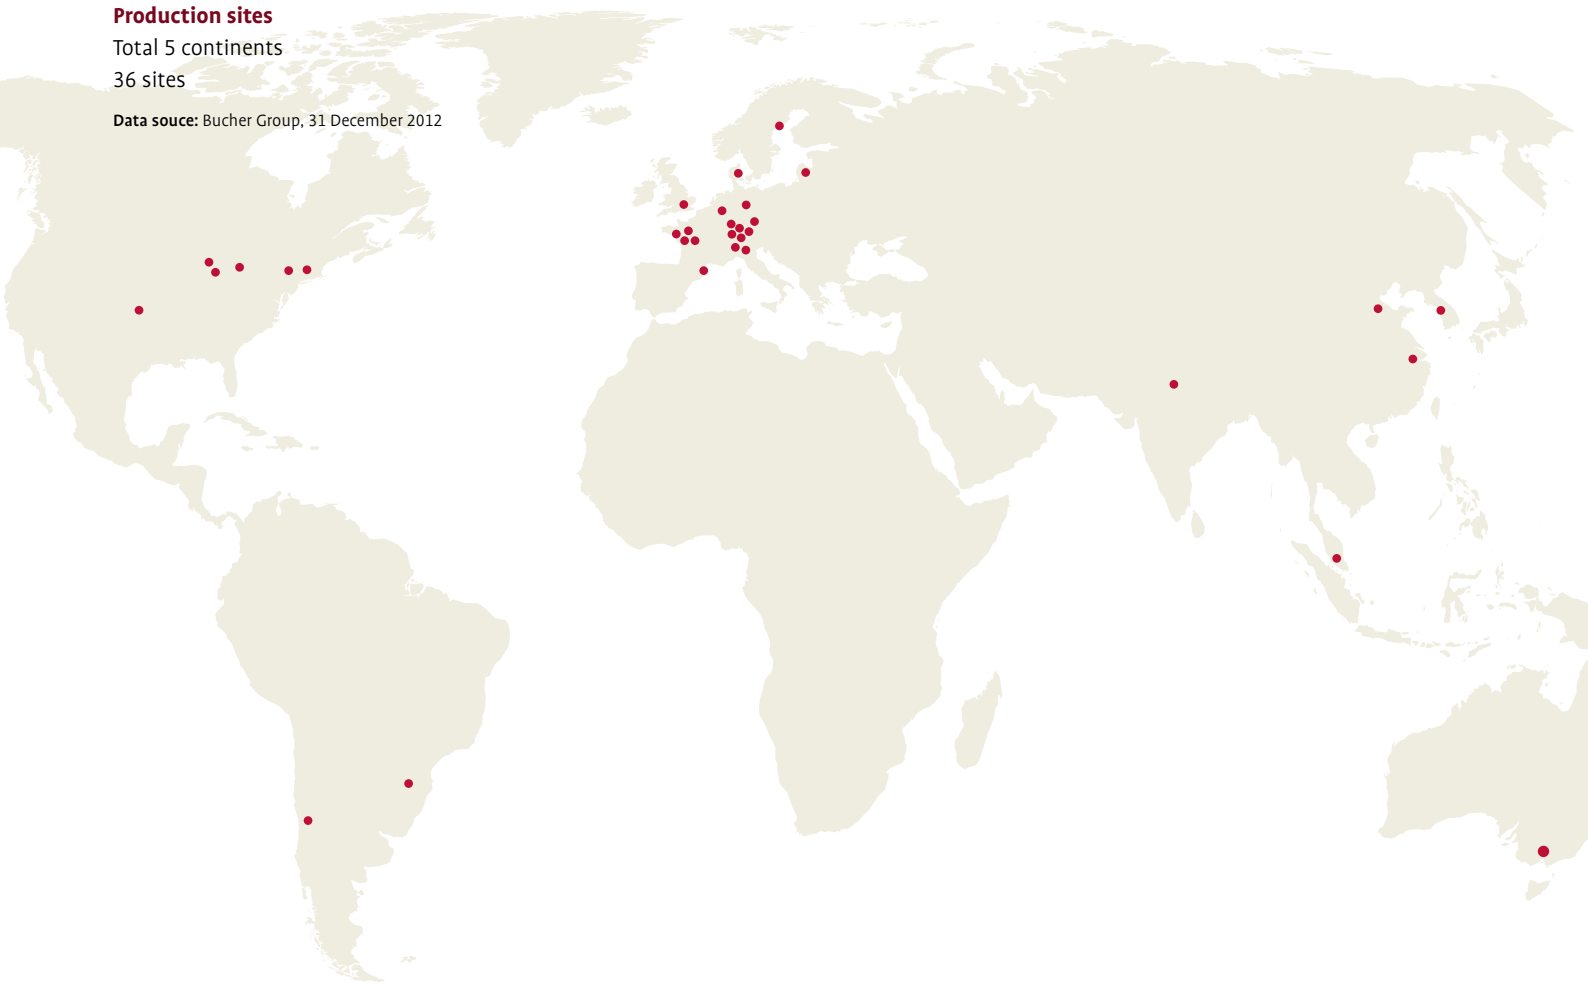 Production sites
Total 5 continents
36 sites
Data souce: Bucher Group, 31 December 2012